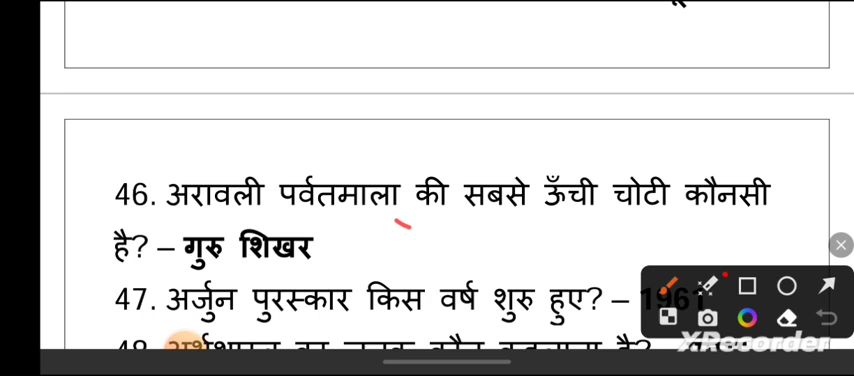 46. अरावली पर्वतमाला की सबसे ऊँची चोटी कौनसी
है? – गुरु शिखर
47. अर्जुन पुरस्कार किस वर्ष शुरु हुए? – 1961
XRecorder